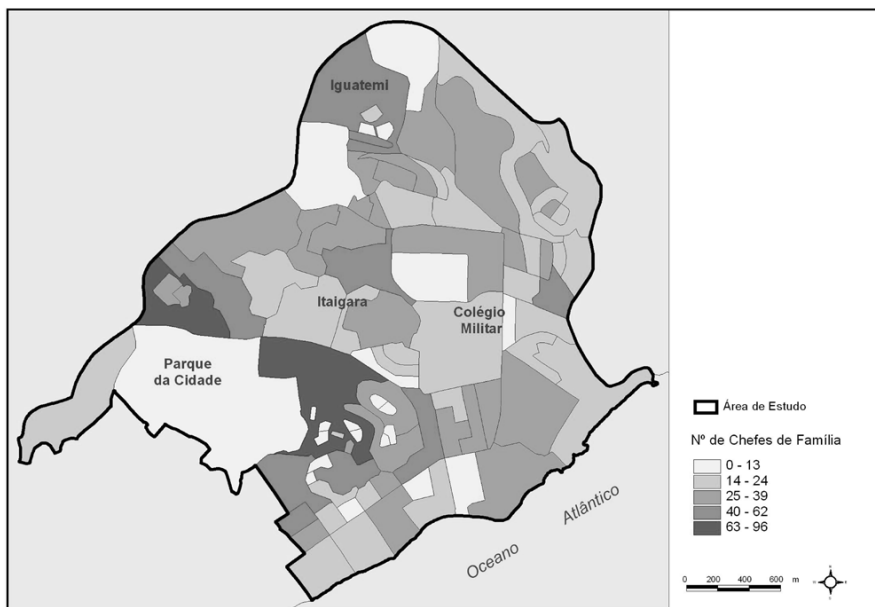 Iguatemi
Itaigara
Colégio
Militar
Parque
da Cidade
Oceano Atlântico
Área de Estudo
Nº de Chefes de Família
0 - 13
14 - 24
25 - 39
40 - 62
63 - 96
0 200 400 600 m